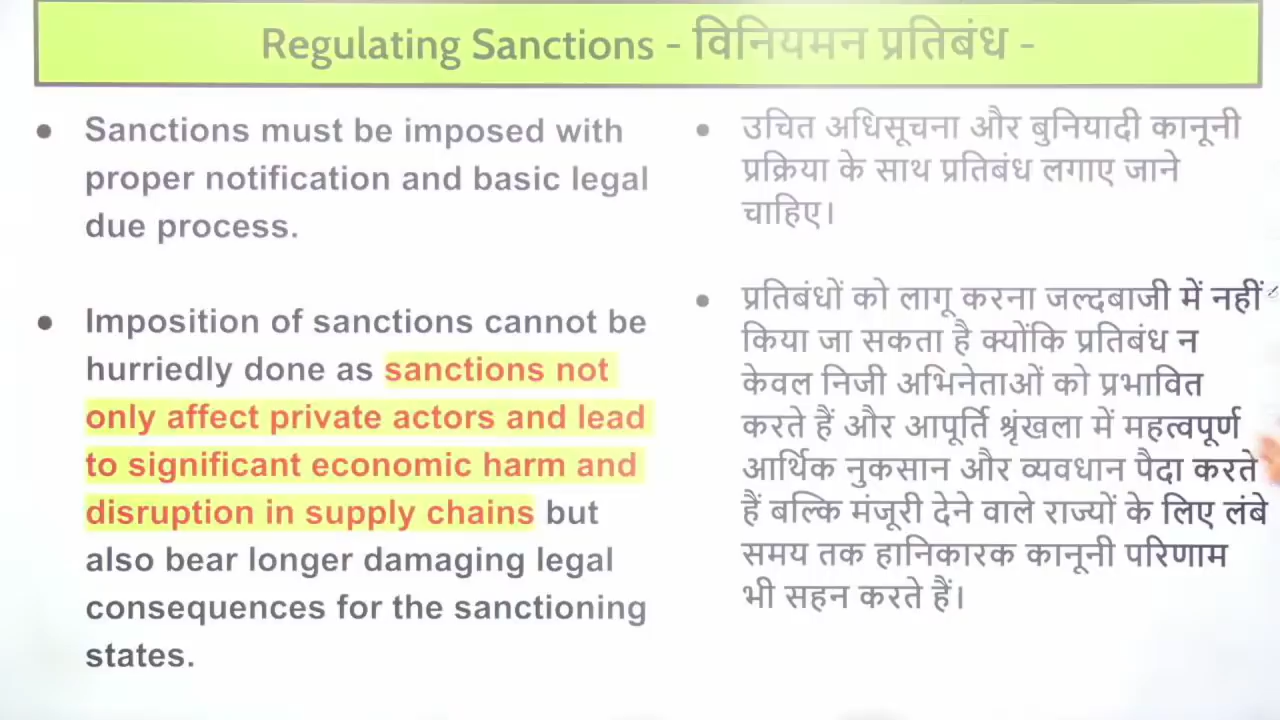 Regulating Sanctions - विनियमन प्रतिबंध -
● Sanctions must be imposed with
proper notification and basic legal
due process.
● Imposition of sanctions cannot be
hurriedly done as sanctions not
only affect private actors and lead
to significant economic harm and
disruption in supply chains but
also bear longer damaging legal
consequences for the sanctioning
states.
● उचित अधिसूचना और बुनियादी कानूनी
प्रक्रिया के साथ प्रतिबंध लगाए जाने
चाहिए।
● प्रतिबंधों को लागू करना जल्दबाजी में नहीं
किया जा सकता है क्योंकि प्रतिबंध न
केवल निजी अभिनेताओं को प्रभावित
करते हैं और आपूर्ति श्रृंखला में महत्वपूर्ण
आर्थिक नुकसान और व्यवधान पैदा करते
हैं बल्कि मंजूरी देने वाले राज्यों के लिए लंबे
समय तक हानिकारक कानूनी परिणाम
भी सहन करते हैं।